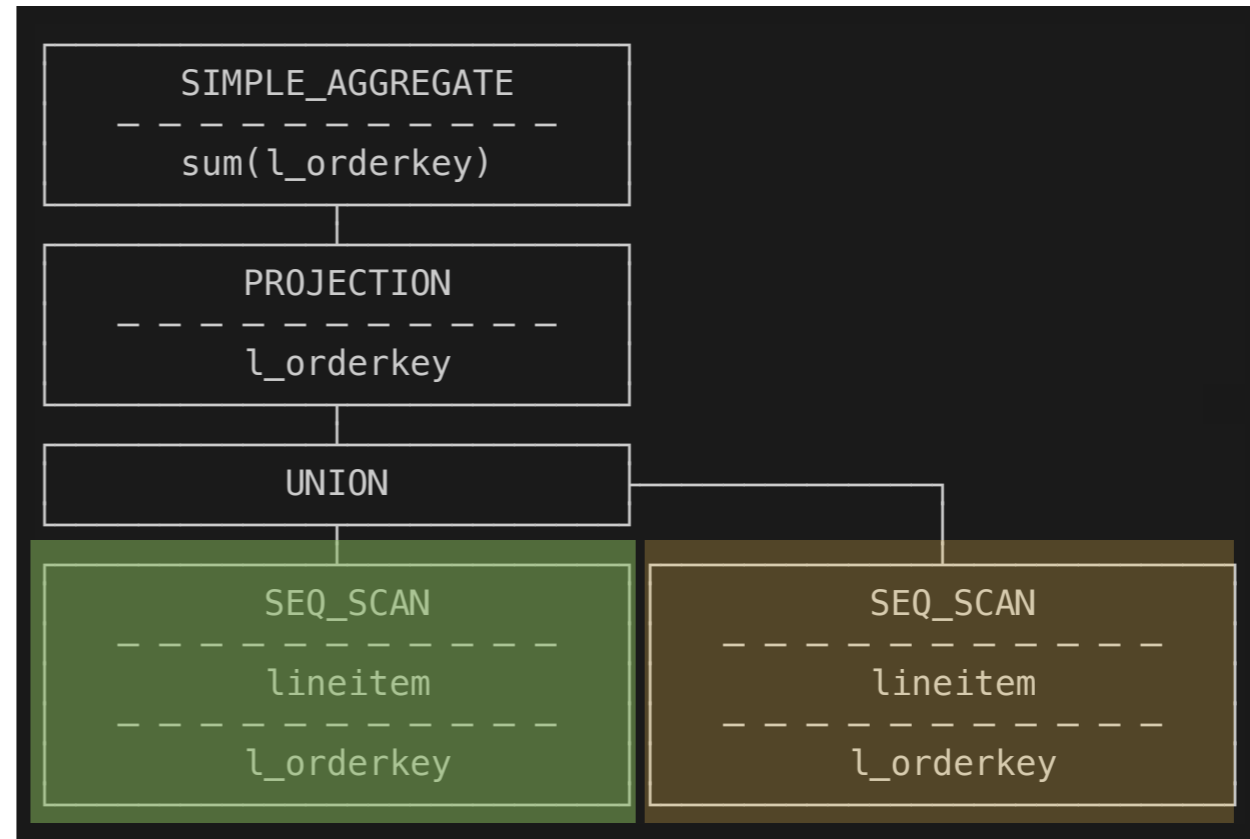 SIMPLE_AGGREGATE
sum(l_orderkey)
PROJECTION
l_orderkey
UNION
SEQ_SCAN
lineitem
l_orderkey
SEQ_SCAN
lineitem
l_orderkey